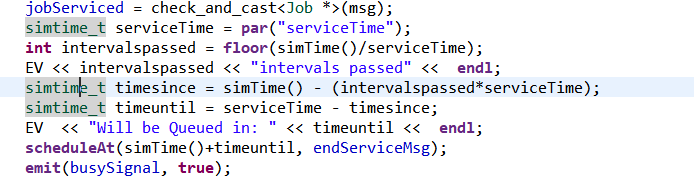 jobServiced = check_and_cast<Job *>(msg);
simtime_t serviceTime = par("serviceTime");
int intervalspassed = floor(simTime()/serviceTime);
EV << intervalspassed << "intervals passed" <<  endl;
simtime_t timesince = simTime() - (intervalspassed*serviceTime);
simtime_t timeuntil = serviceTime - timesince;
EV  << "Will be Queued in: " << timeuntil <<  endl;
scheduleAt(simTime()+timeuntil, endServiceMsg);
emit(busySignal, true);